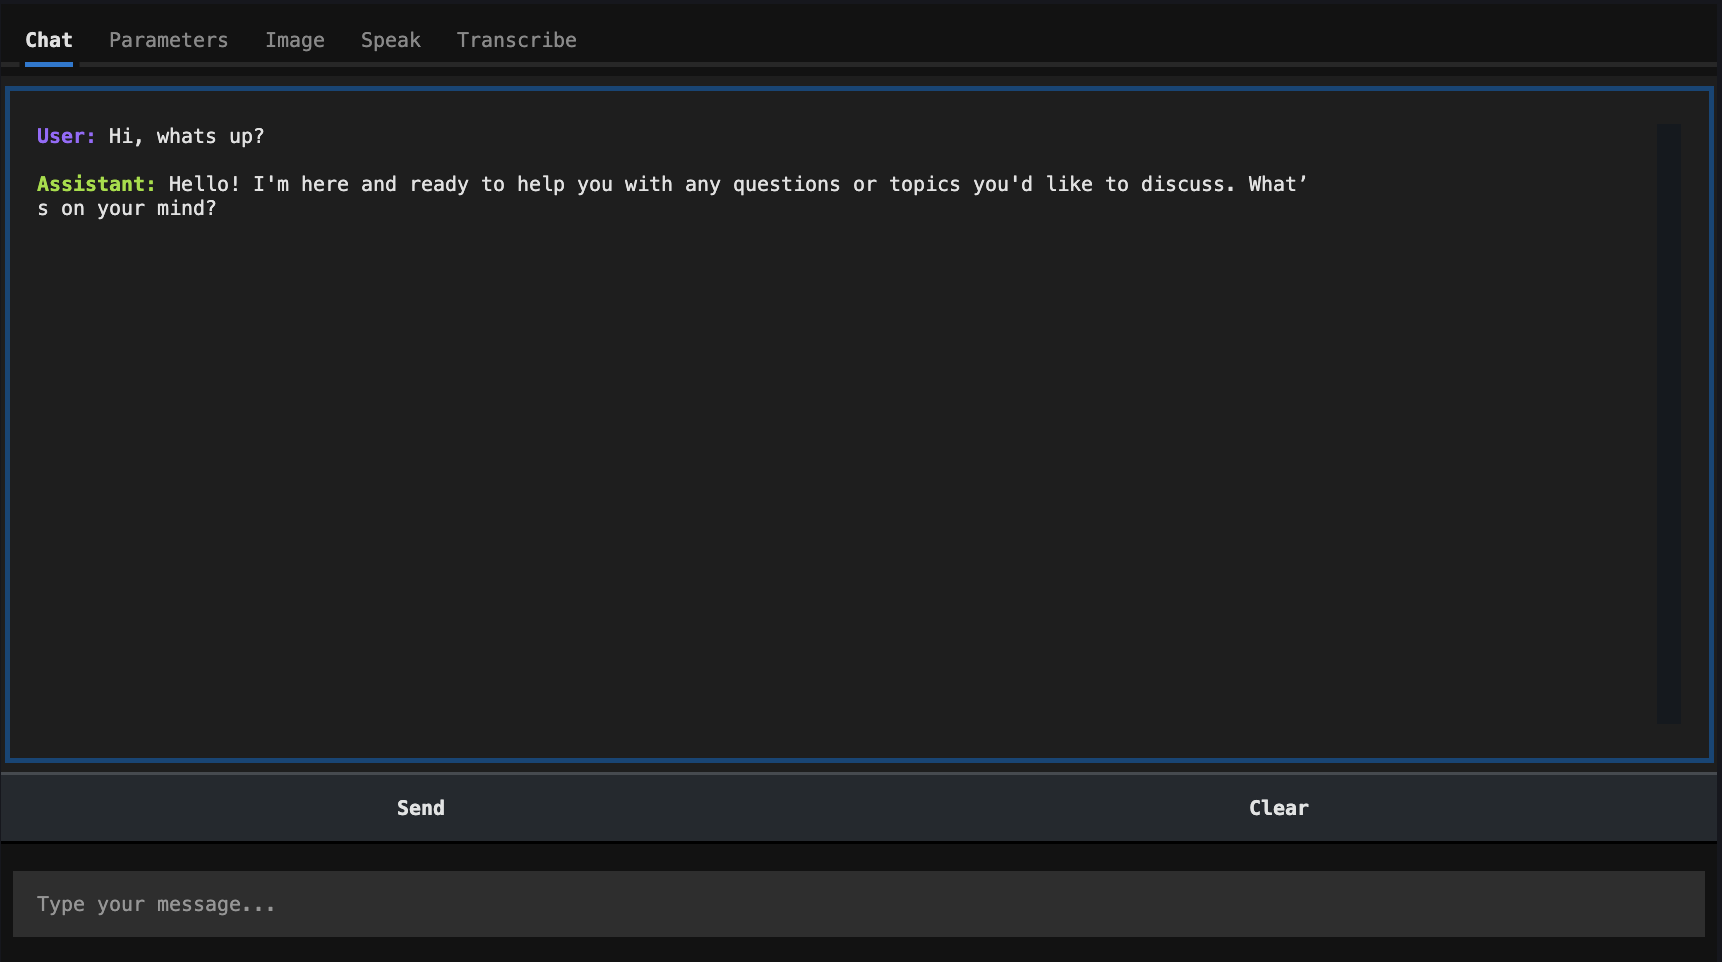 Chat Parameters Image Speak Transcribe
User: Hi, whats up?
Assistant: Hello! I'm here and ready to help you with any questions or topics you'd like to discuss. What’
s on your mind?
Send Clear
Type your message...